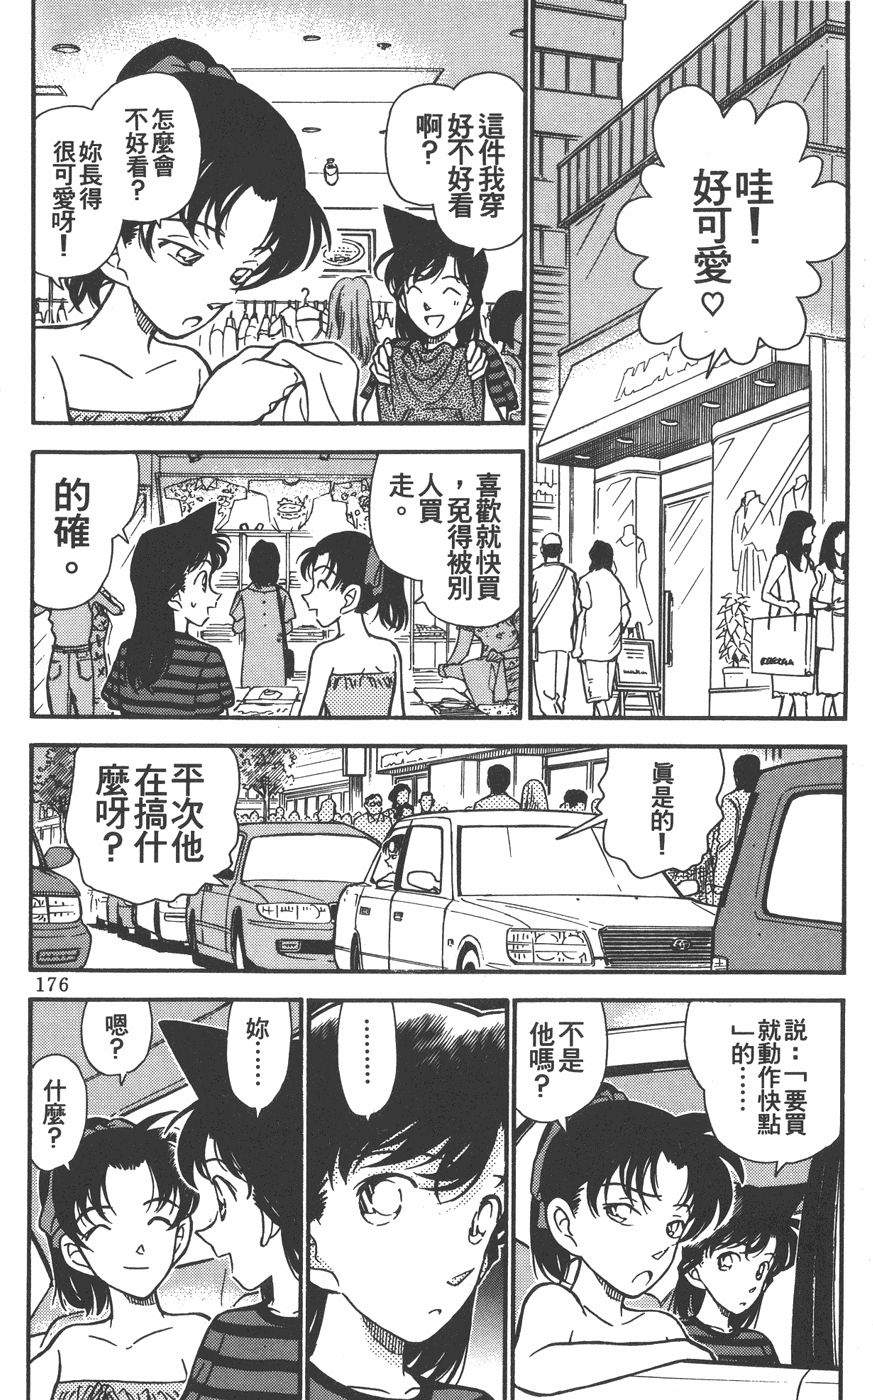 哇！
好可愛♡
這件我穿
好不好看
啊？
怎麼會
不好看？
妳長得
很可愛呀！
喜歡就快買
，免得被別
人買
走。
的確。
真是的！
平次他
在搞什
麼呀？
176
說：「要買
就動作快點
」的……
不是
他嗎？
……
妳……
嗯？
什麼？